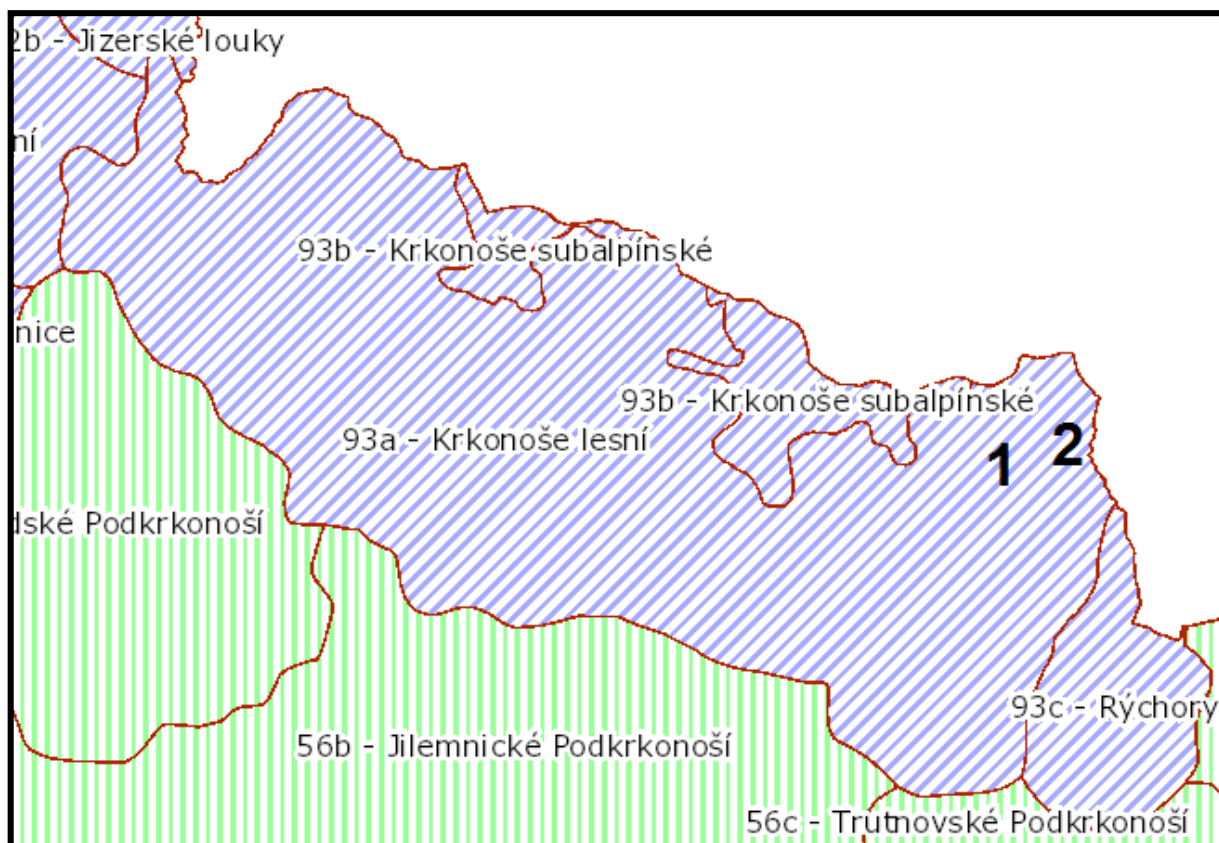 2b - Jizerské louky
ní
93b - Krkonoše subalpínské
nice
93b - Krkonoše subalpínské
93a - Krkonoše lesní
1
2
dské Podkrkonoší
93c - Rýchory
56b - Jilemnické Podkrkonoší
56c - Trutnovské Podkrkonoší